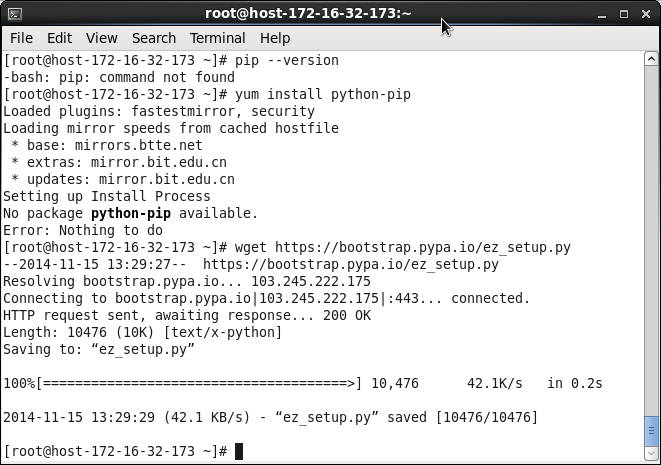 root@host-172-16-32-173:~
File Edit View Search Terminal Help
[root@host-172-16-32-173 ~]# pip --version
-bash: pip: command not found
[root@host-172-16-32-173 ~]# yum install python-pip
Loaded plugins: fastestmirror, security
Loading mirror speeds from cached hostfile
 * base: mirrors.btte.net
 * extras: mirror.bit.edu.cn
 * updates: mirror.bit.edu.cn
Setting up Install Process
No package python-pip available.
Error: Nothing to do
[root@host-172-16-32-173 ~]# wget https://bootstrap.pypa.io/ez_setup.py
--2014-11-15 13:29:27--  https://bootstrap.pypa.io/ez_setup.py
Resolving bootstrap.pypa.io... 103.245.222.175
Connecting to bootstrap.pypa.io|103.245.222.175|:443... connected.
HTTP request sent, awaiting response... 200 OK
Length: 10476 (10K) [text/x-python]
Saving to: “ez_setup.py”
100%[======================================>] 10,476      42.1K/s   in 0.2s
2014-11-15 13:29:29 (42.1 KB/s) - “ez_setup.py” saved [10476/10476]
[root@host-172-16-32-173 ~]#